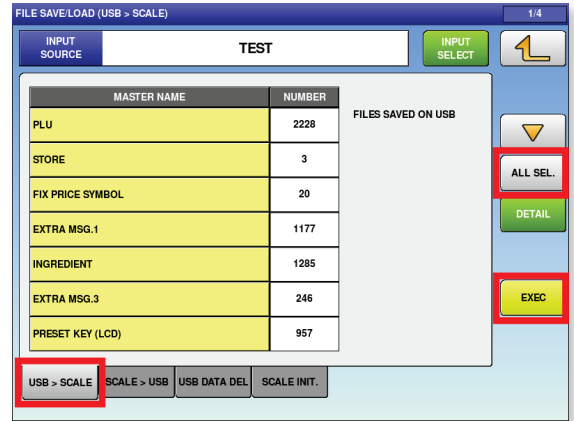 FILE SAVE/LOAD (USB > SCALE)
1/4
INPUT
SOURCE
TEST
INPUT
SELECT
MASTER NAME
NUMBER
PLU
2228
STORE
3
FIX PRICE SYMBOL
20
EXTRA MSG.1
1177
INGREDIENT
1285
EXTRA MSG.3
246
PRESET KEY (LCD)
957
FILES SAVED ON USB
ALL SEL.
DETAIL
EXEC
USB > SCALE
SCALE > USB
USB DATA DEL
SCALE INIT.